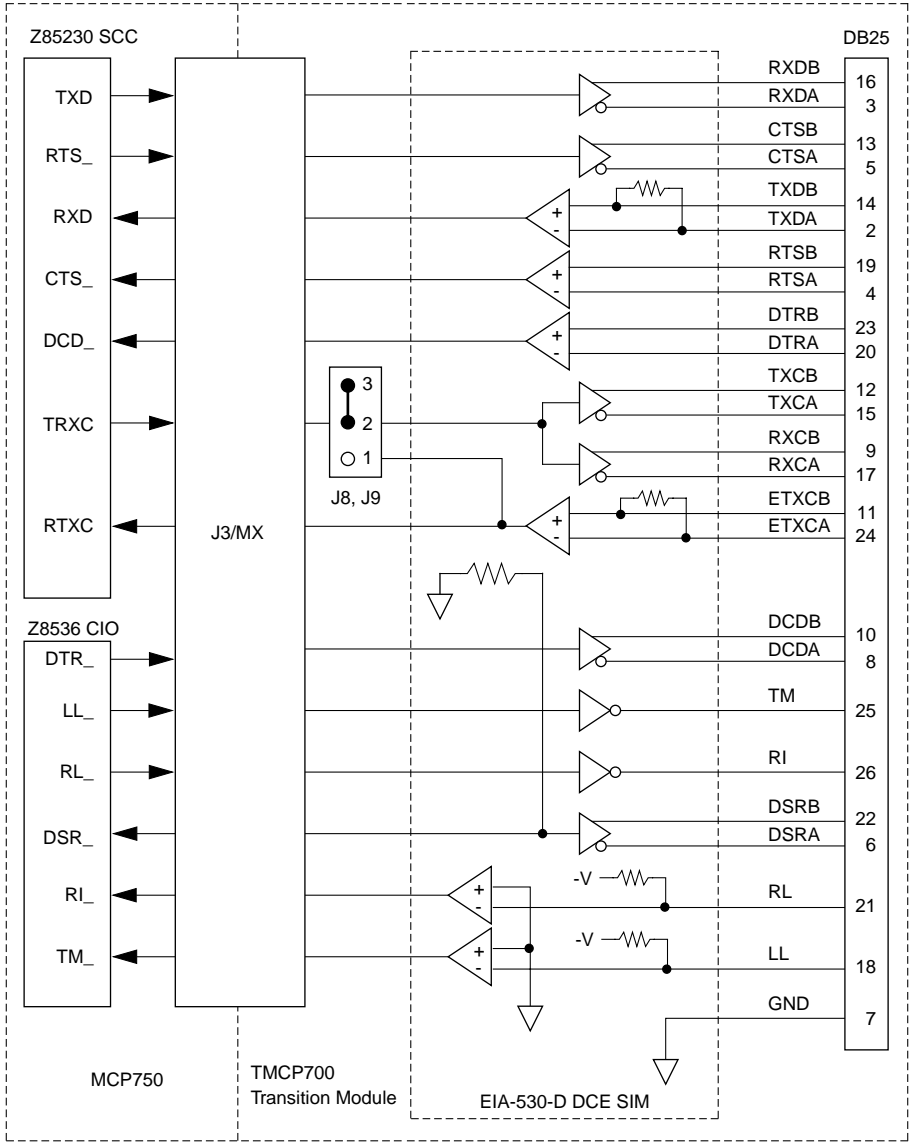 Z85230 SCC
DB25
TXD
RXDB
16
RXDA
3
RTS_
CTSB
13
CTSA
5
RXD
TXDB
14
+
-
TXDA
2
CTS_
RTSB
19
+
-
RTSA
4
DCD_
DTRB
23
+
-
DTRA
20
3
TXCB
12
TRXC
2
TXCA
15
1
RXCB
9
RXCA
17
J8, J9
RTXC
J3/MX
ETXCB
11
+
-
ETXCA
24
Z8536 CIO
DTR_
DCDB
10
DCDA
8
LL_
TM
25
RL_
RI
26
DSR_
DSRB
22
DSRA
6
RI_
+
-
-V
RL
21
TM_
+
-
-V
LL
18
GND
7
MCP750
TMCP700
Transition Module
EIA-530-D DCE SIM